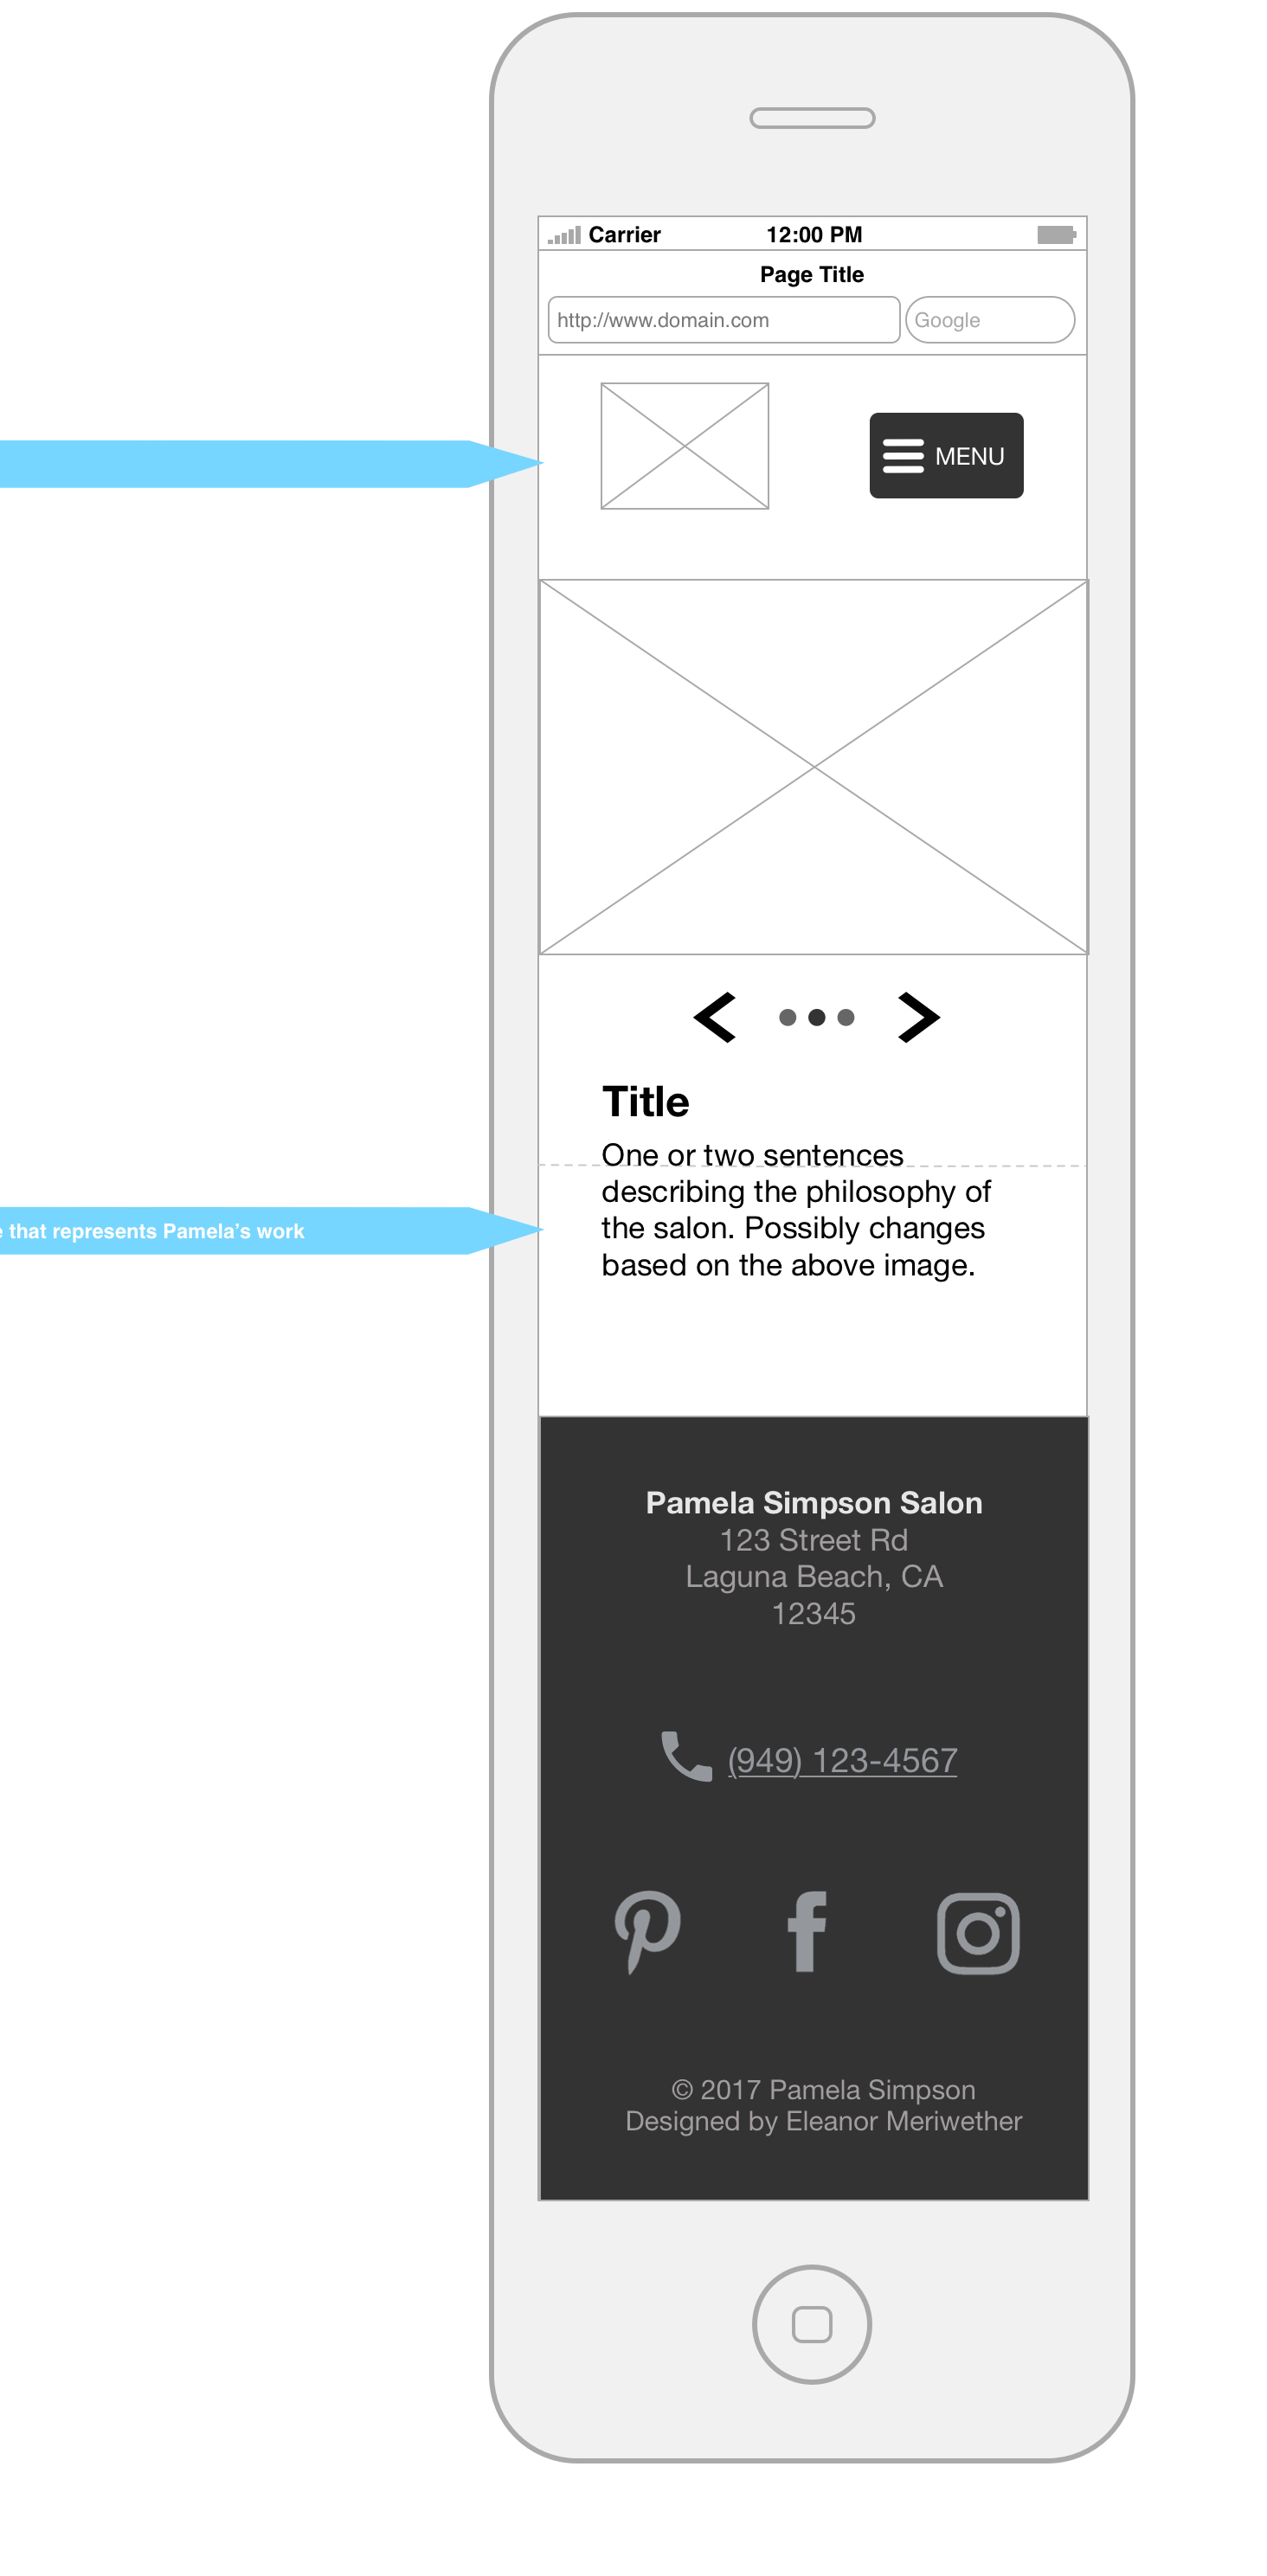 Carrier 12:00 PM
Page Title
http://www.domain.com Google
MENU
Title
One or two sentences
describing the philosophy of
the salon. Possibly changes
based on the above image.
that represents Pamela's work
Pamela Simpson Salon
123 Street Rd
Laguna Beach, CA
12345
(949) 123-4567
© 2017 Pamela Simpson
Designed by Eleanor Meriwether